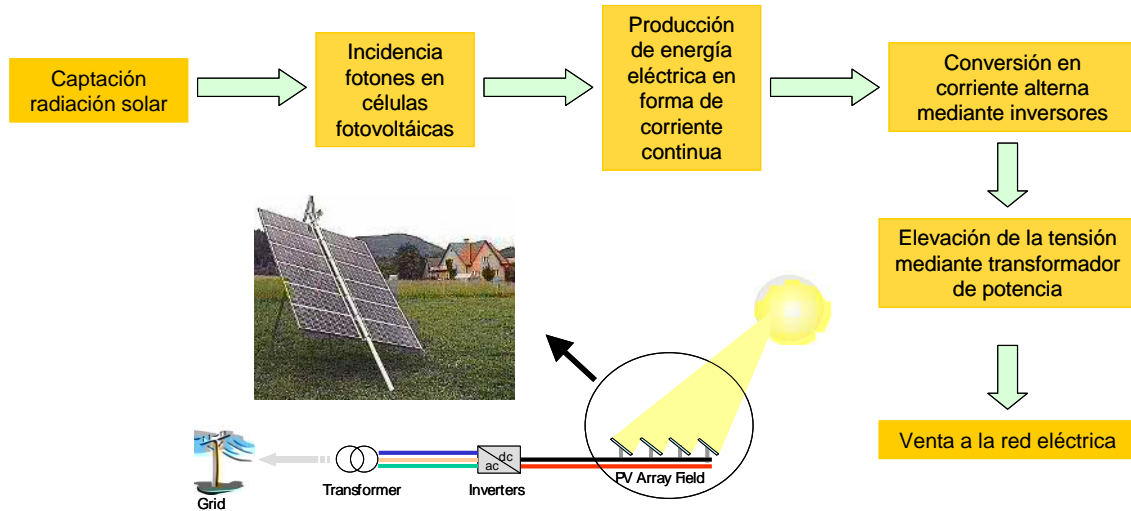 Captación
radiación solar
Incidencia
fotones en
células
fotovoltáicas
Producción
de energía
eléctrica en
forma de
corriente
continua
Conversión en
corriente alterna
mediante inversores
Elevación de la tensión
mediante transformador
de potencia
Venta a la red eléctrica
dc
ac
PV Array Field
Inverters
Transformer
Grid